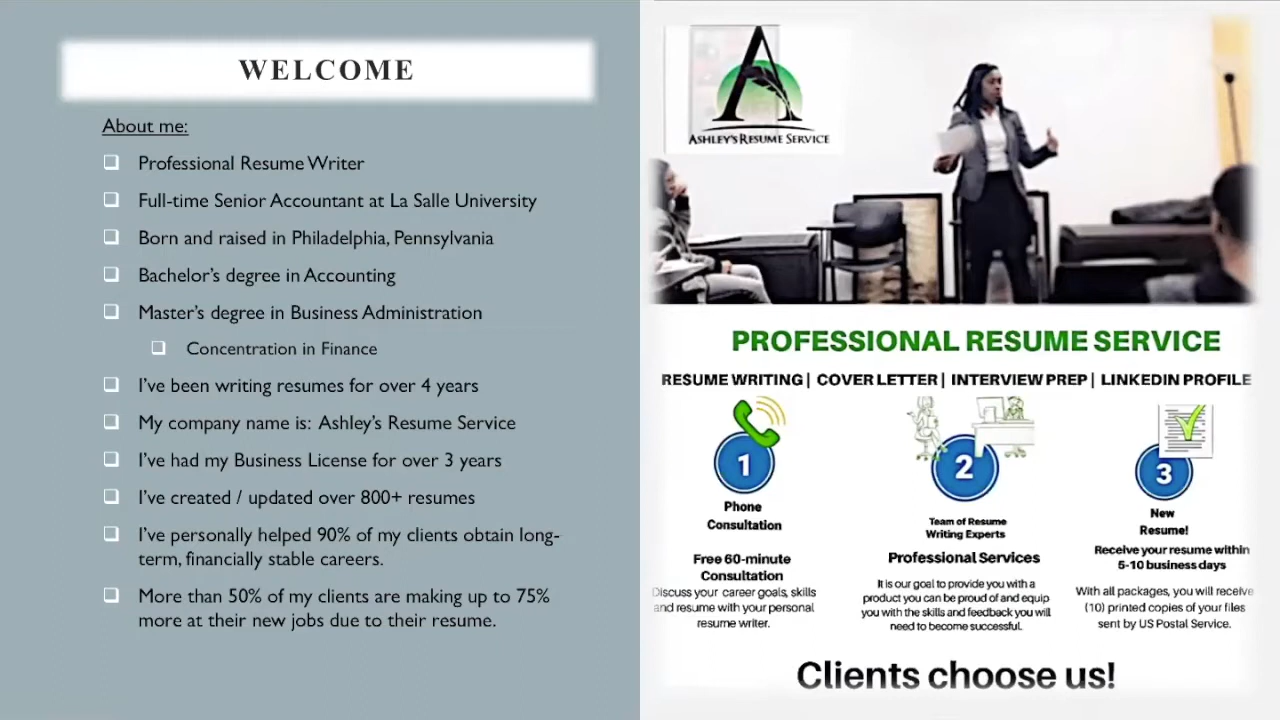 WELCOME
About me:
Professional Resume Writer
Full-time Senior Accountant at La Salle University
Born and raised in Philadelphia, Pennsylvania
Bachelor's degree in Accounting
Master's degree in Business Administration
Concentration in Finance
I've been writing resumes for over 4 years
My company name is: Ashley's Resume Service
I've had my Business License for over 3 years
I've created / updated over 800+ resumes
I've personally helped 90% of my clients obtain long-
term, financially stable careers.
More than 50% of my clients are making up to 75%
more at their new jobs due to their resume.
A
ASHLEY'S RESUME SERVICE
PROFESSIONAL RESUME SERVICE
RESUME WRITING | COVER LETTER | INTERVIEW PREP | LINKEDIN PROFILE
1
Phone
Consultation
Free 60-minute
Consultation
Discuss your career goals, skills
and resume with your personal
resume writer.
2
Team of Resume
Writing Experts
Professional Services
It is our goal to provide you with a
product you can be proud of and equip
you with the skills and feedback you will
need to become successful.
3
New
Resume!
Receive your resume within
5-10 business days
With all packages, you will receive
(10) printed copies of your files
sent by US Postal Service.
Clients choose us!